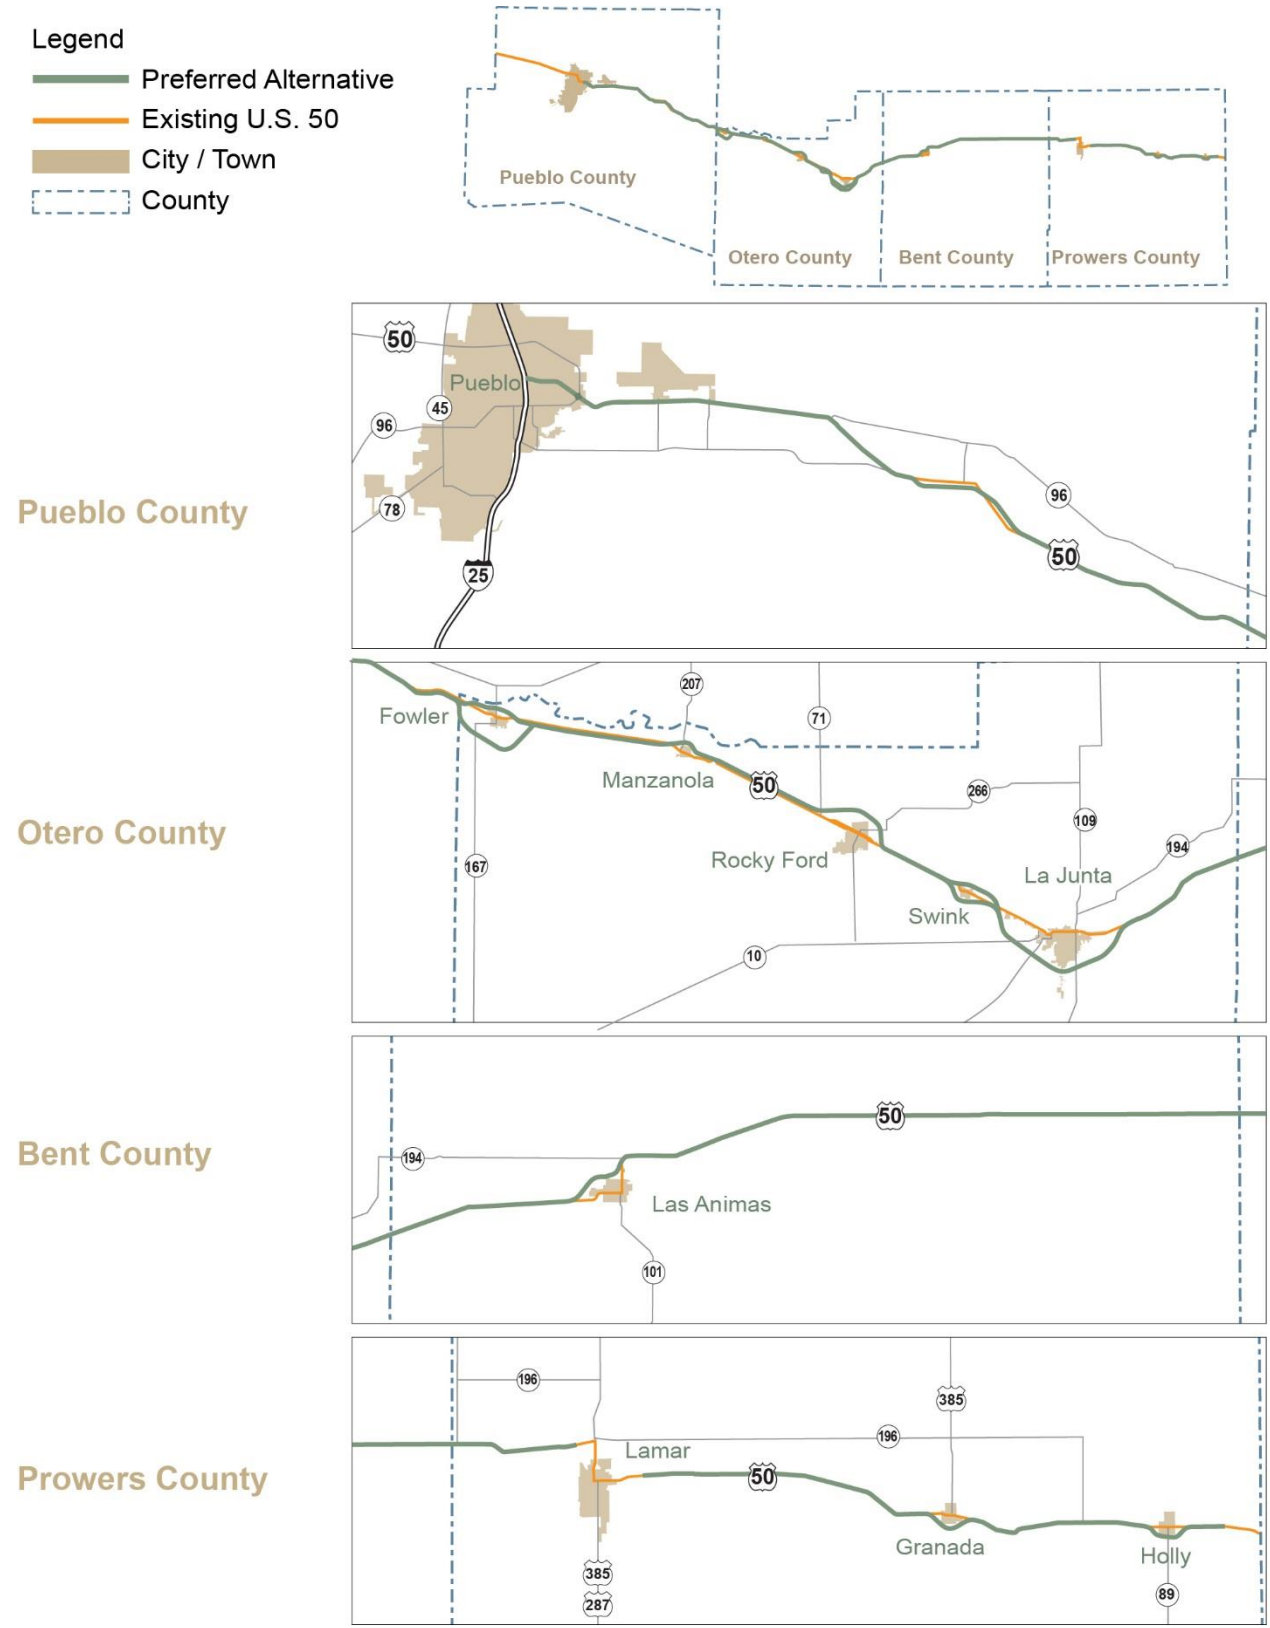 Legend
Preferred Alternative
Existing U.S. 50
City / Town
County
Pueblo County
Otero County
Bent County
Prowers County
Pueblo County
50
Pueblo
45
96
78
25
96
50
Otero County
207
Fowler
71
Manzanola
50
266
109
Rocky Ford
194
167
La Junta
Swink
10
Bent County
50
194
Las Animas
101
Prowers County
196
385
196
Lamar
50
Granada
Holly
385
287
89